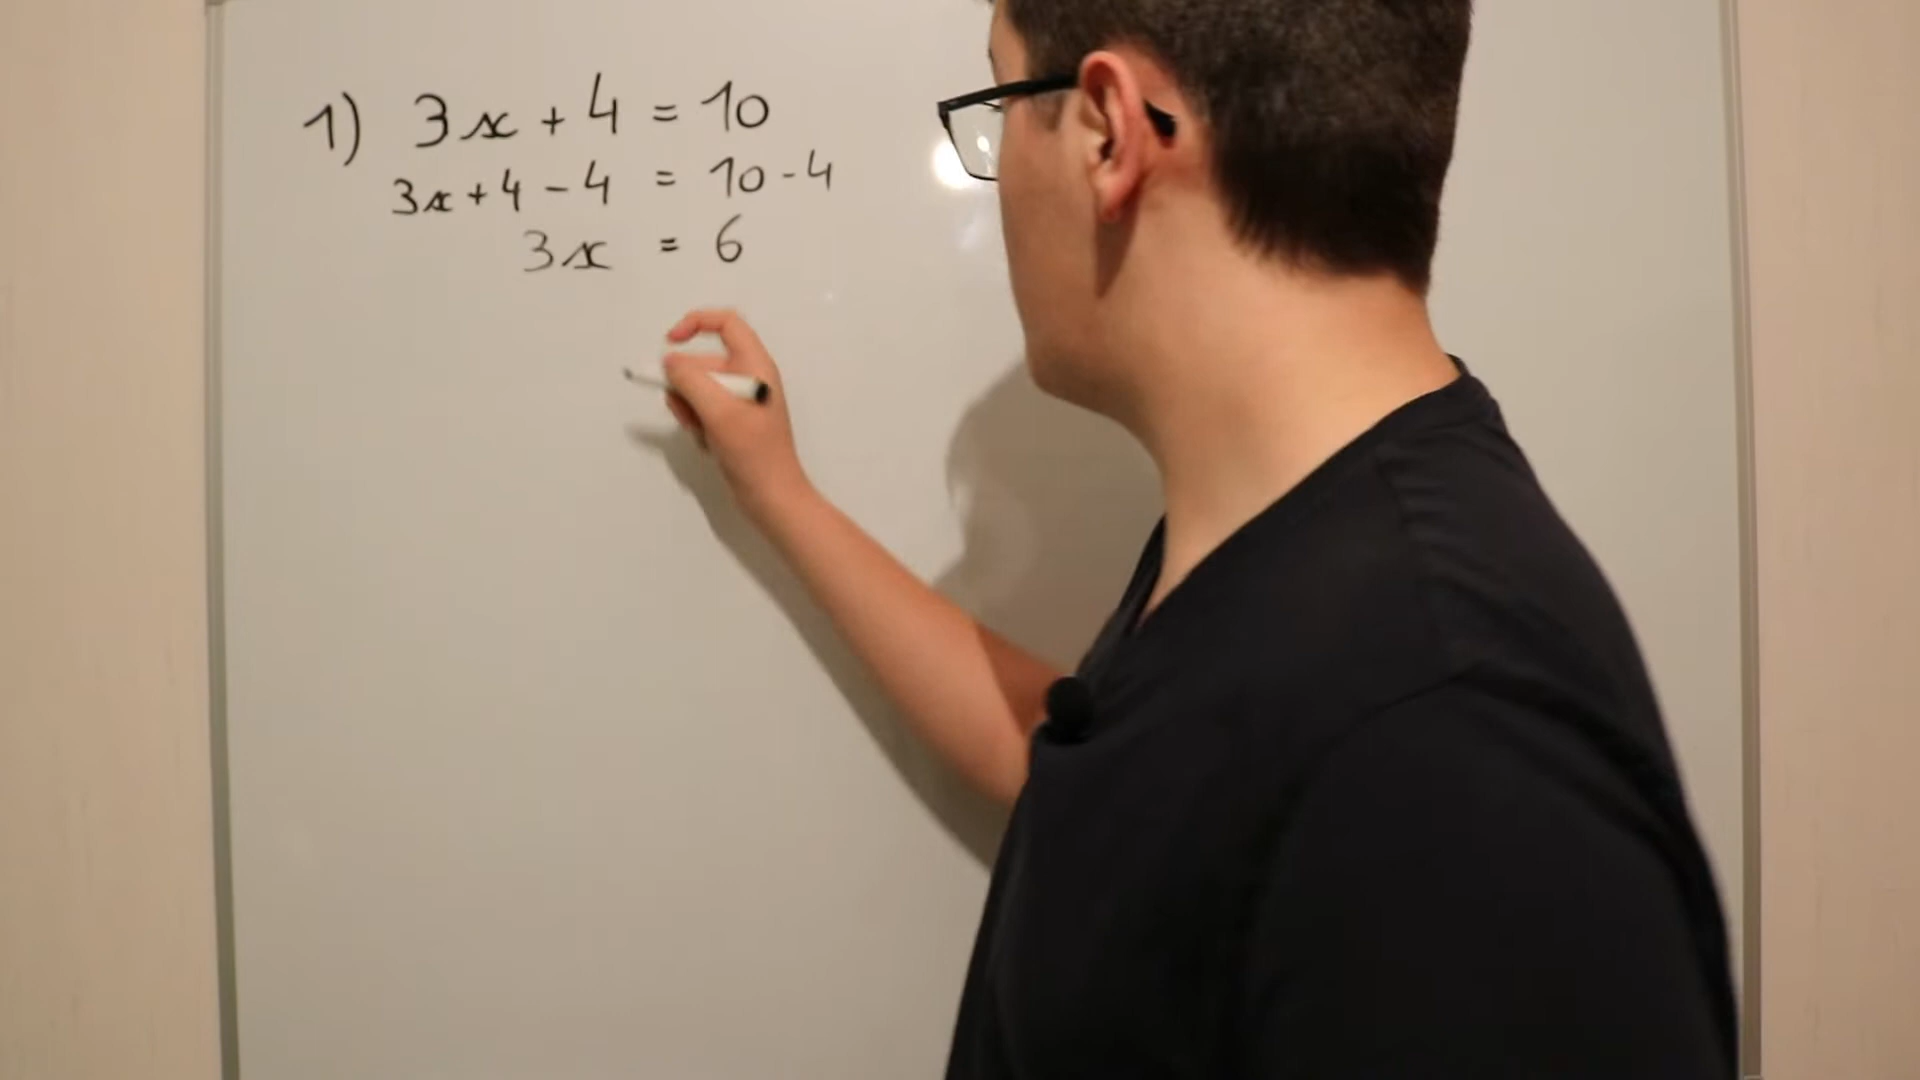 1) 3x + 4 = 10
3x + 4 - 4 = 10 - 4
3x = 6